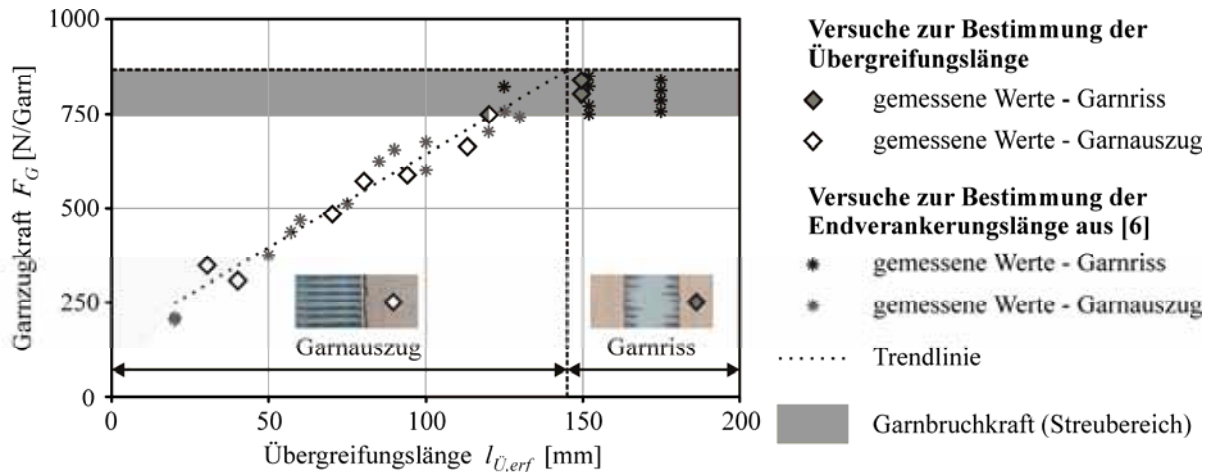 1000
750
500
250
0
Garnzugkraft F_G [N/Garn]
0
50
100
150
200
Übergreifungslänge l_Ü,erf [mm]
Garnauszug
Garnriss
Versuche zur Bestimmung der
Übergreifungslänge
gemessene Werte - Garnriss
gemessene Werte - Garnauszug
Versuche zur Bestimmung der
Endverankerungslänge aus [6]
gemessene Werte - Garnriss
gemessene Werte - Garnauszug
Trendlinie
Garnbruchkraft (Streubereich)